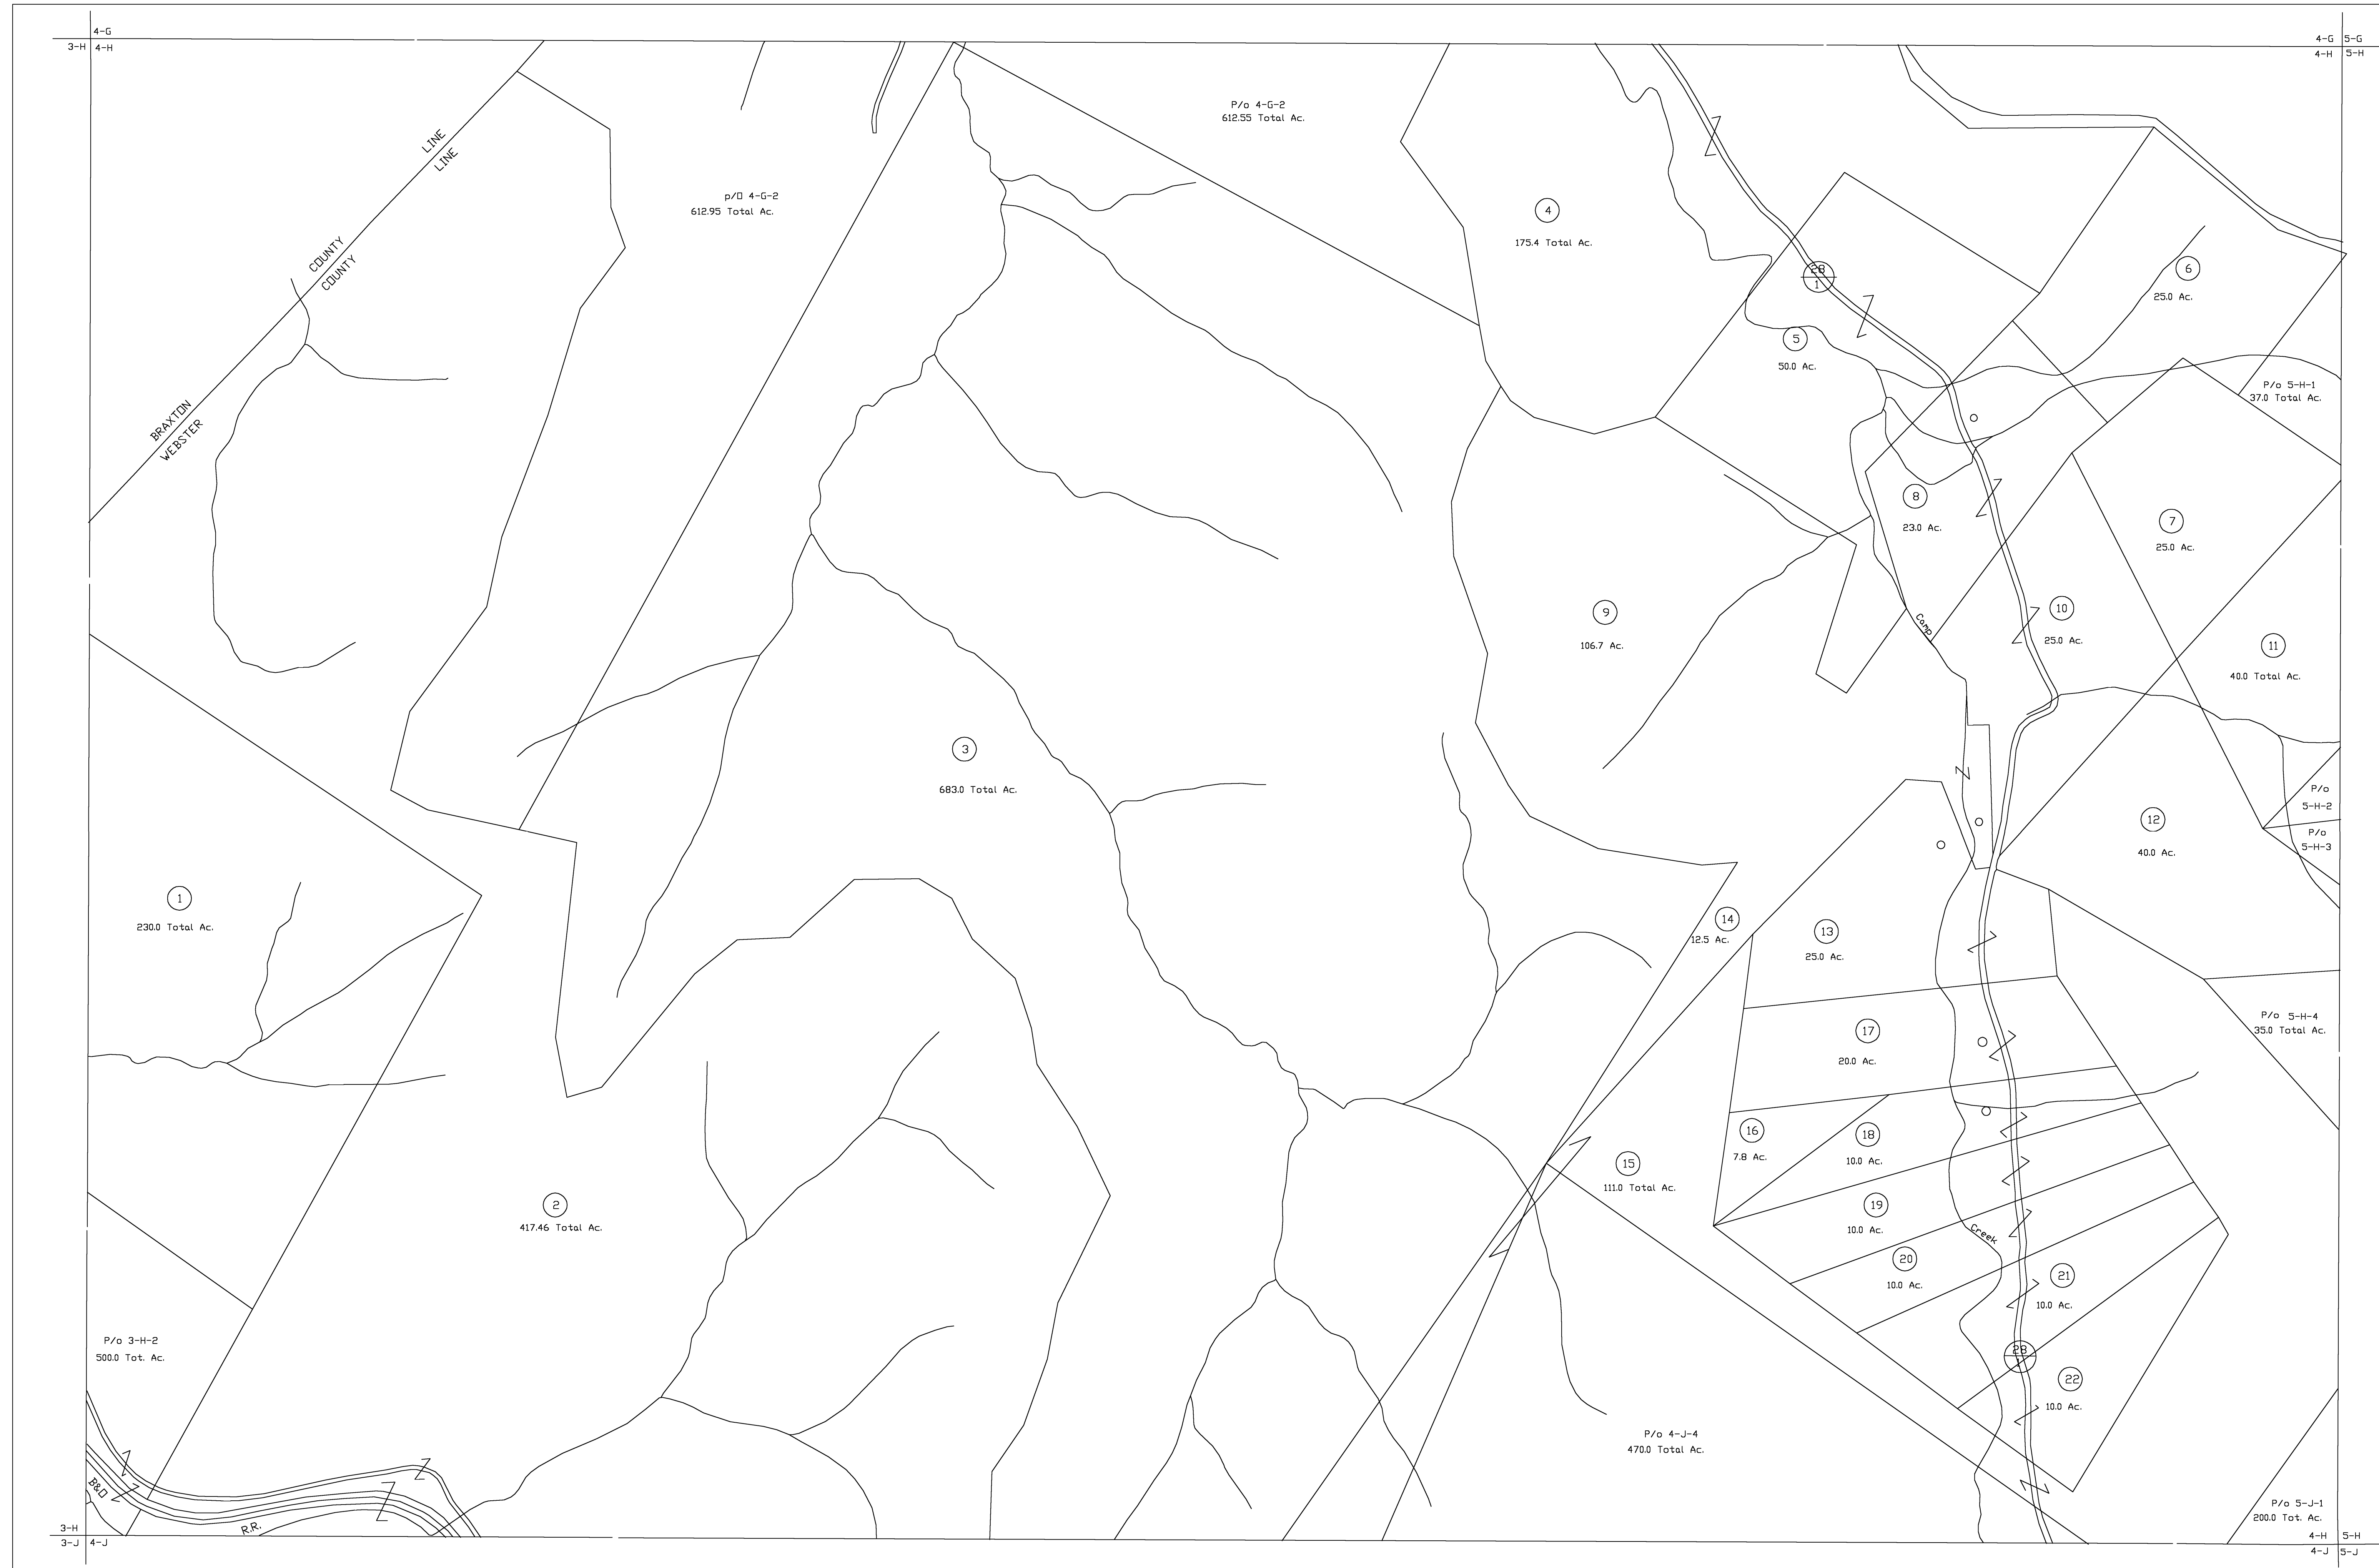 4-G
3-H 4-H
4-G 5-G
4-H 5-H
P/o 4-G-2
612.55 Total Ac.
LINE
LINE
p/O 4-G-2
612.95 Total Ac.
4
175.4 Total Ac.
COUNTY
COUNTY
28
1
6
25.0 Ac.
5
50.0 Ac.
P/o 5-H-1
37.0 Total Ac.
BRAXTON
WEBSTER
8
23.0 Ac.
7
25.0 Ac.
9
106.7 Ac.
Camp
10
25.0 Ac.
11
40.0 Total Ac.
3
683.0 Total Ac.
P/o
5-H-2
12
40.0 Ac.
P/o
5-H-3
1
230.0 Total Ac.
14
12.5 Ac.
13
25.0 Ac.
17
20.0 Ac.
P/o 5-H-4
35.0 Total Ac.
16
7.8 Ac.
18
10.0 Ac.
15
111.0 Total Ac.
2
417.46 Total Ac.
19
10.0 Ac.
Creek
20
10.0 Ac.
21
10.0 Ac.
P/o 3-H-2
500.0 Tot. Ac.
28
1
22
10.0 Ac.
P/o 4-J-4
470.0 Total Ac.
B&O
R.R.
P/o 5-J-1
200.0 Tot. Ac.
3-H
3-J 4-J
4-H 5-H
4-J 5-J